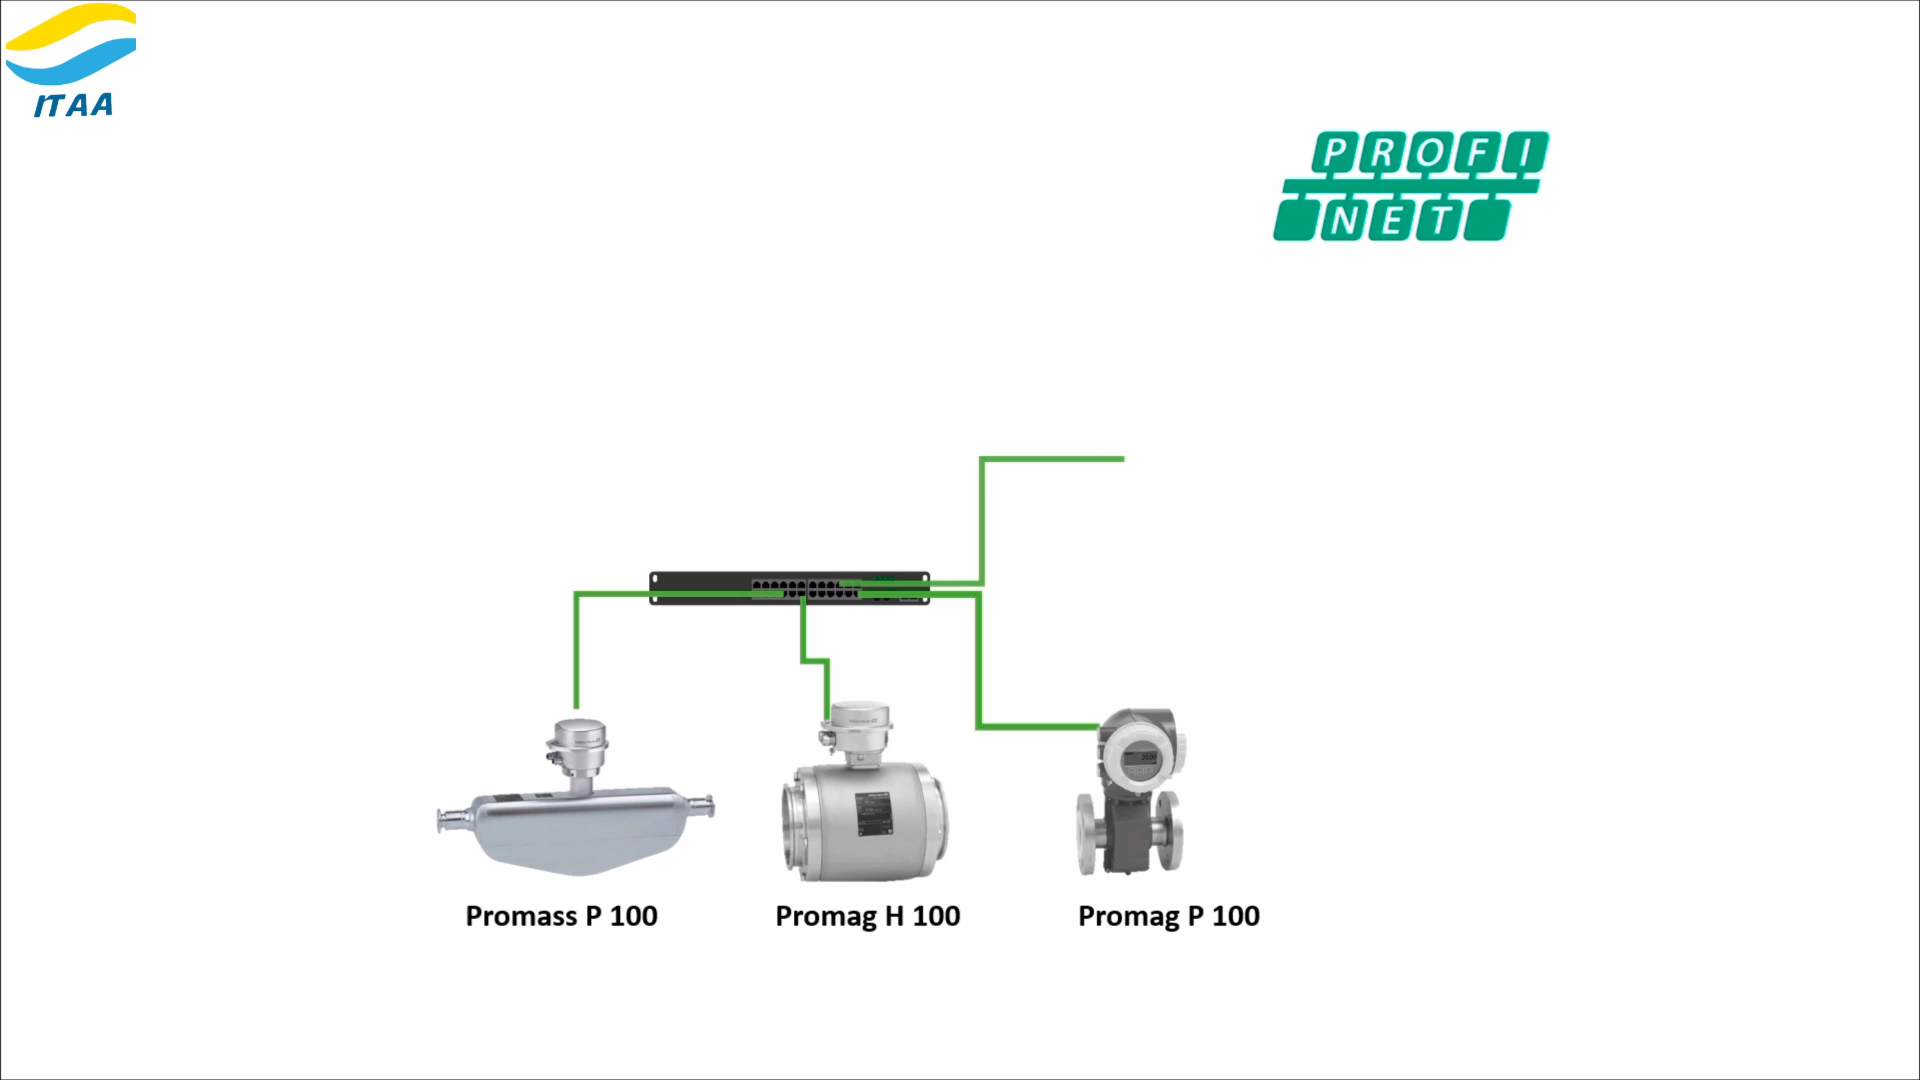 ITAA
PROFI
NET
Promass P 100
Promag H 100
Promag P 100